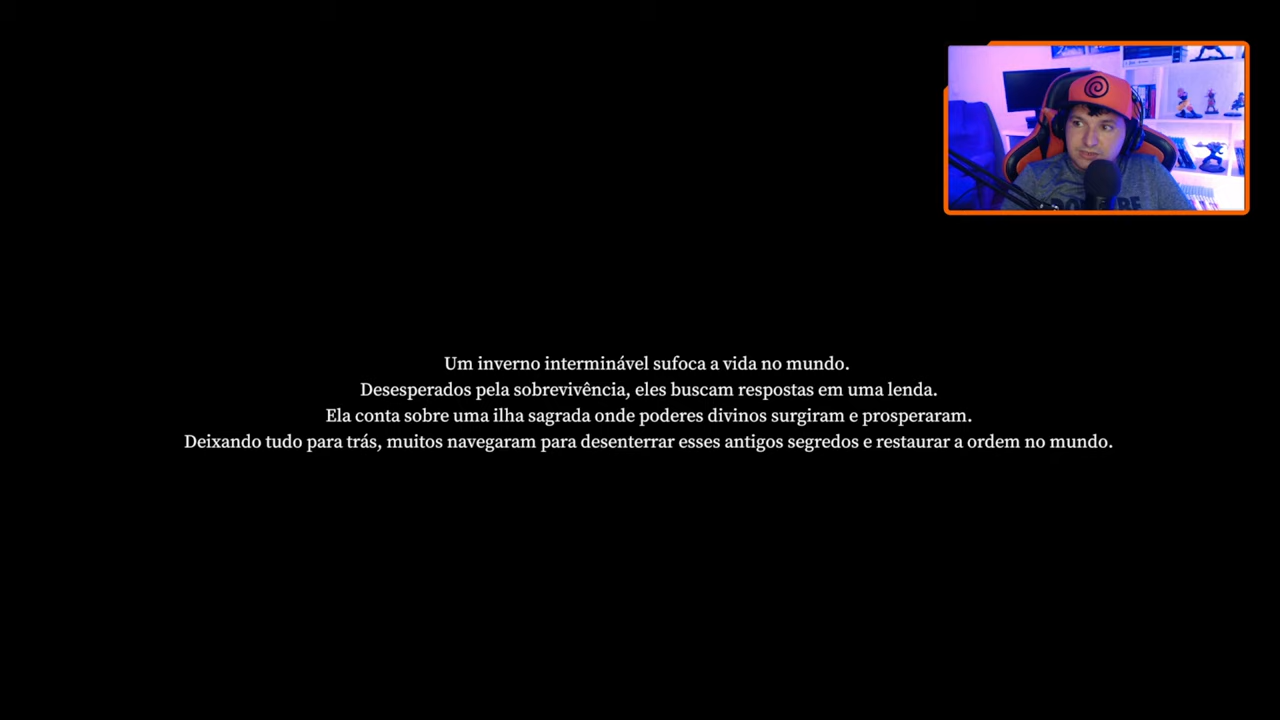 Um inverno interminável sufoca a vida no mundo.
Desesperados pela sobrevivência, eles buscam respostas em uma lenda.
Ela conta sobre uma ilha sagrada onde poderes divinos surgiram e prosperaram.
Deixando tudo para trás, muitos navegaram para desenterrar esses antigos segredos e restaurar a ordem no mundo.